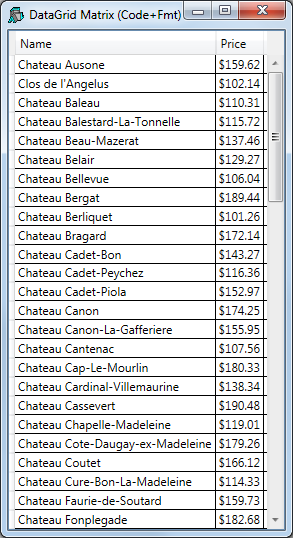 DataGrid Matrix (Code+Fmt)
Name Price
Chateau Ausone $159.62
Clos de l'Angelus $102.14
Chateau Baleau $110.31
Chateau Balestard-La-Tonnelle $115.72
Chateau Beau-Mazerat $137.46
Chateau Belair $129.27
Chateau Bellevue $106.04
Chateau Bergat $189.44
Chateau Berliquet $101.26
Chateau Bragard $172.14
Chateau Cadet-Bon $143.27
Chateau Cadet-Peychez $116.36
Chateau Cadet-Piola $152.97
Chateau Canon $174.25
Chateau Canon-La-Gafferiere $155.95
Chateau Cantenac $107.56
Chateau Cap-Le-Mourlin $180.33
Chateau Cardinal-Villemaurine $138.34
Chateau Cassevert $190.48
Chateau Chapelle-Madeleine $119.01
Chateau Cote-Daugay-ex-Madeleine $179.26
Chateau Coutet $166.12
Chateau Cure-Bon-La-Madeleine $114.33
Chateau Faurie-de-Soutard $159.73
Chateau Fonplegade $182.68